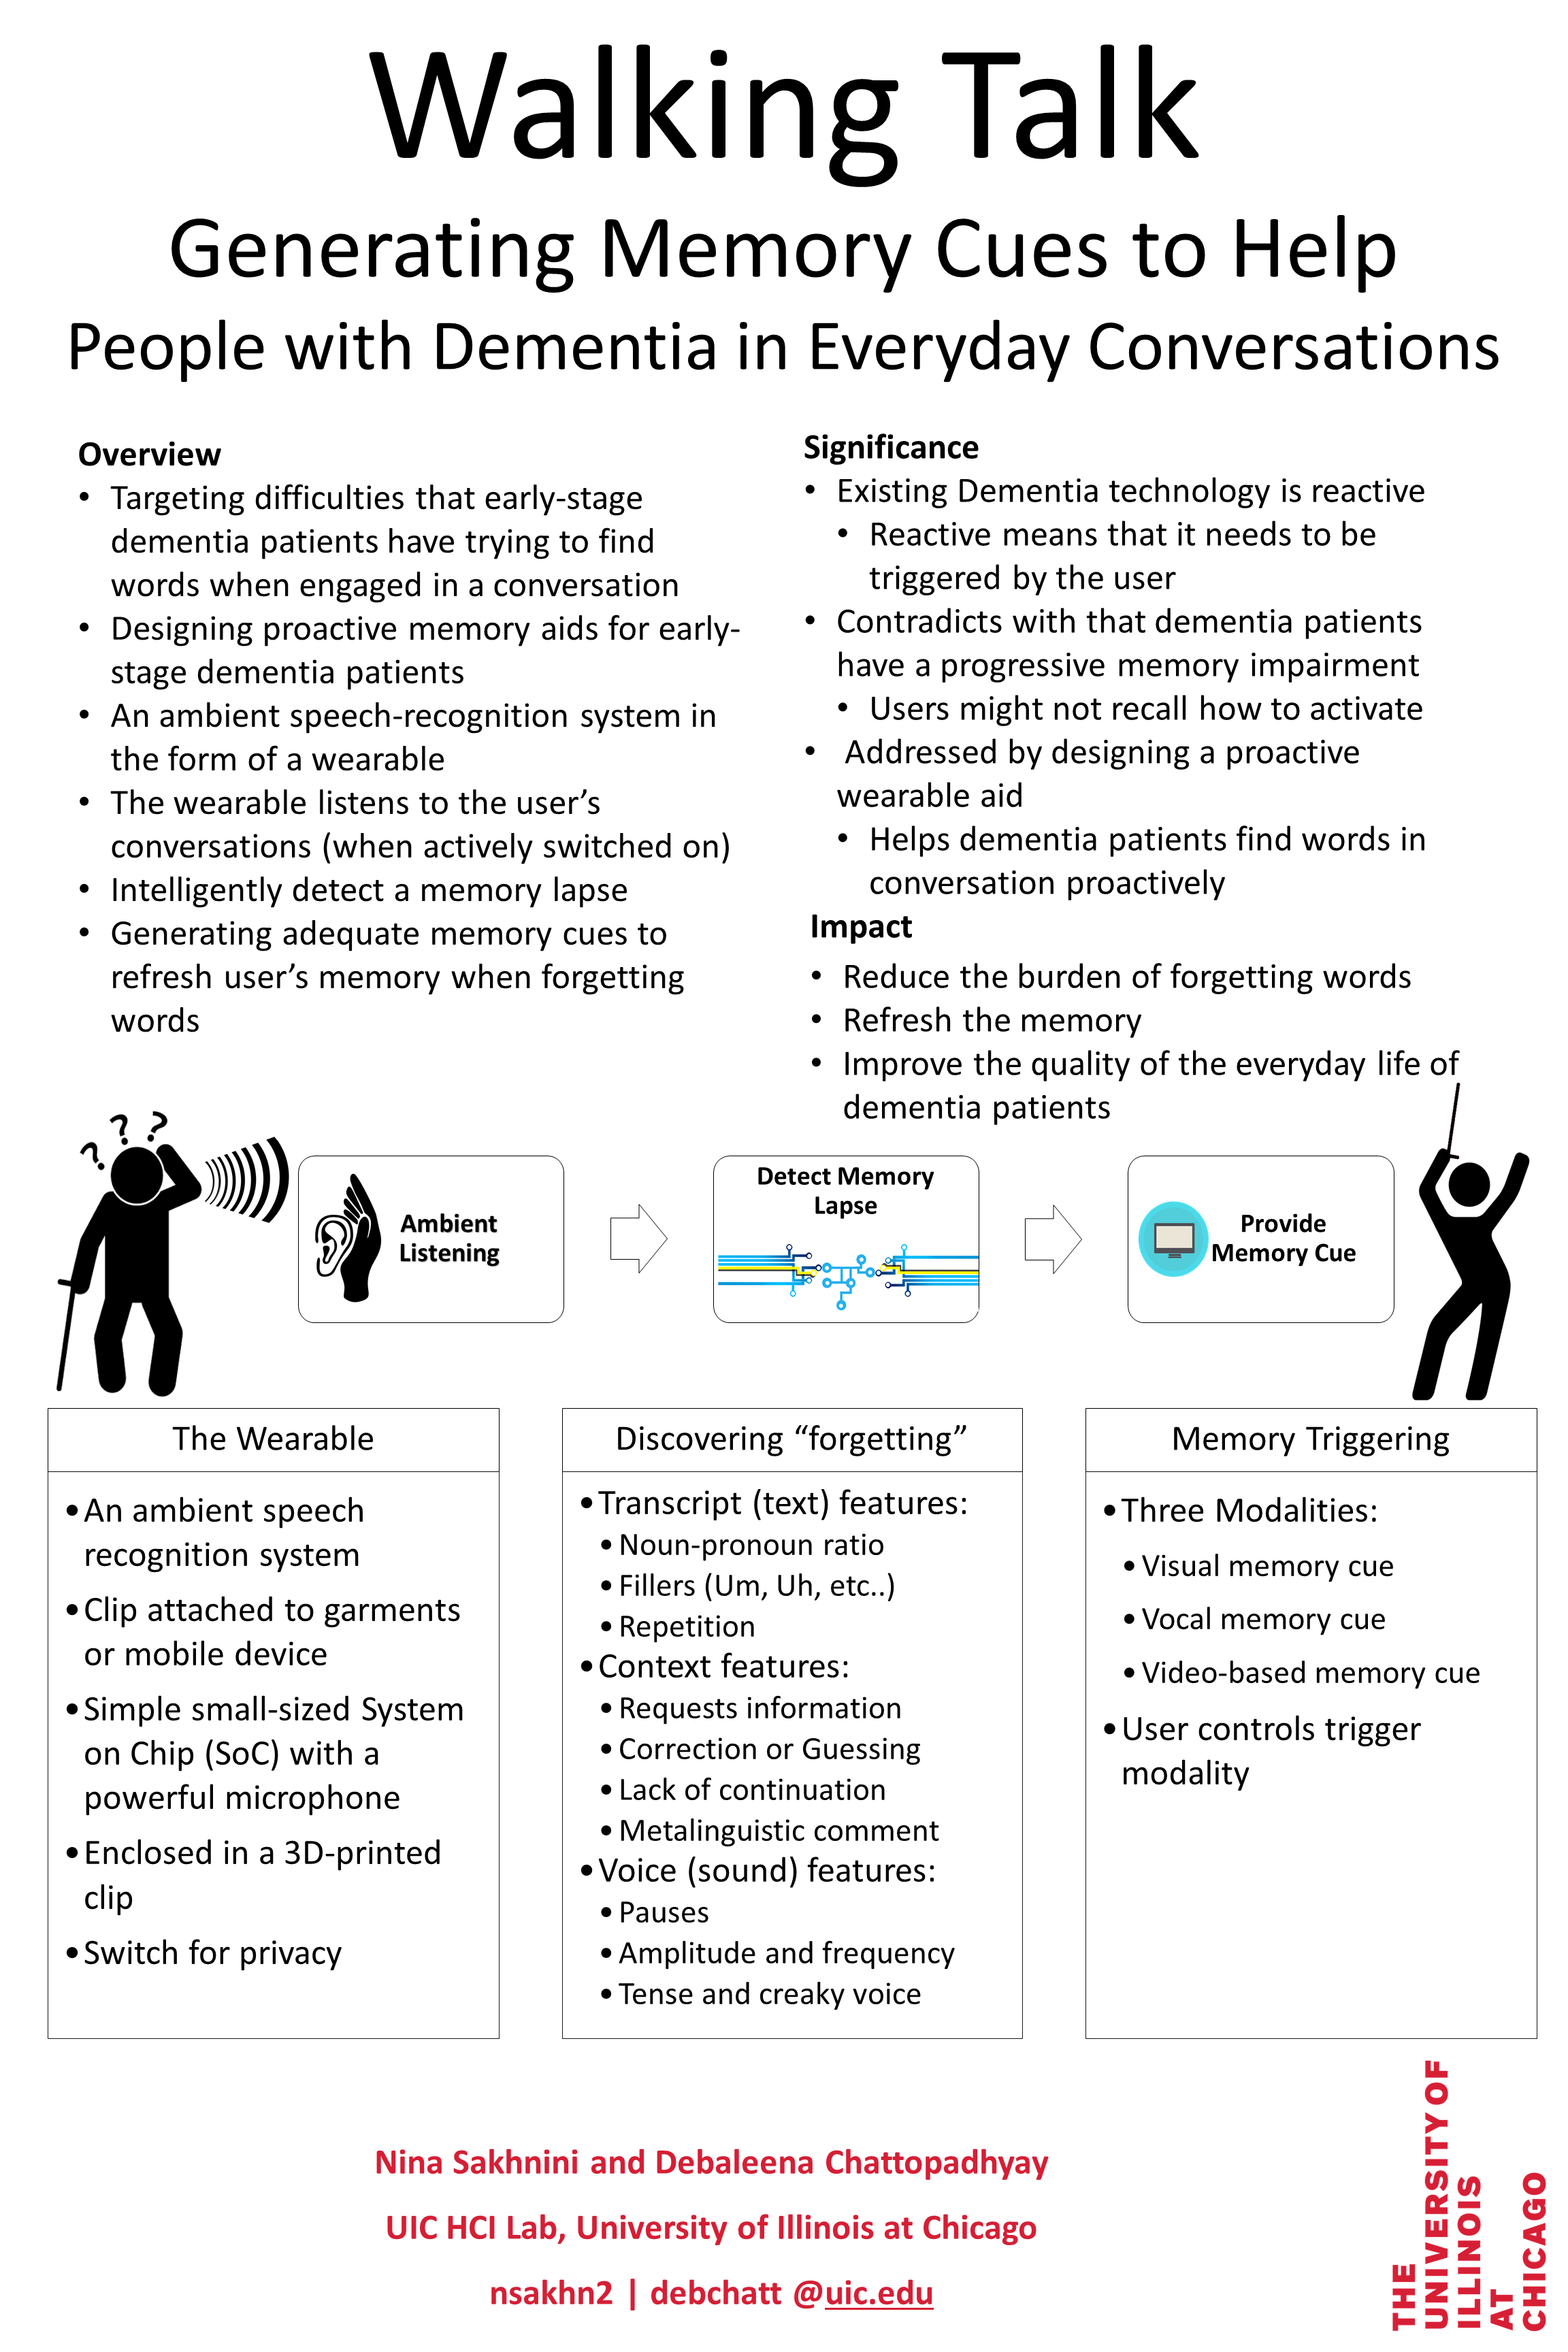 Walking Talk
Generating Memory Cues to Help
People with Dementia in Everyday Conversations
Overview
• Targeting difficulties that early-stage
dementia patients have trying to find
words when engaged in a conversation
• Designing proactive memory aids for early-
stage dementia patients
• An ambient speech-recognition system in
the form of a wearable
• The wearable listens to the user’s
conversations (when actively switched on)
• Intelligently detect a memory lapse
• Generating adequate memory cues to
refresh user’s memory when forgetting
words
Significance
• Existing Dementia technology is reactive
• Reactive means that it needs to be
triggered by the user
• Contradicts with that dementia patients
have a progressive memory impairment
• Users might not recall how to activate
• Addressed by designing a proactive
wearable aid
• Helps dementia patients find words in
conversation proactively
Impact
• Reduce the burden of forgetting words
• Refresh the memory
• Improve the quality of the everyday life of
dementia patients
? ? ?
Ambient
Listening
Detect Memory
Lapse
Provide
Memory Cue
The Wearable
• An ambient speech
recognition system
• Clip attached to garments
or mobile device
• Simple small-sized System
on Chip (SoC) with a
powerful microphone
• Enclosed in a 3D-printed
clip
• Switch for privacy
Discovering “forgetting”
• Transcript (text) features:
• Noun-pronoun ratio
• Fillers (Um, Uh, etc..)
• Repetition
• Context features:
• Requests information
• Correction or Guessing
• Lack of continuation
• Metalinguistic comment
• Voice (sound) features:
• Pauses
• Amplitude and frequency
• Tense and creaky voice
Memory Triggering
• Three Modalities:
• Visual memory cue
• Vocal memory cue
• Video-based memory cue
• User controls trigger
modality
Nina Sakhnini and Debaleena Chattopadhyay
UIC HCI Lab, University of Illinois at Chicago
nsakhn2 | debchatt @uic.edu
THE
UNIVERSITY OF
ILLINOIS
AT
CHICAGO